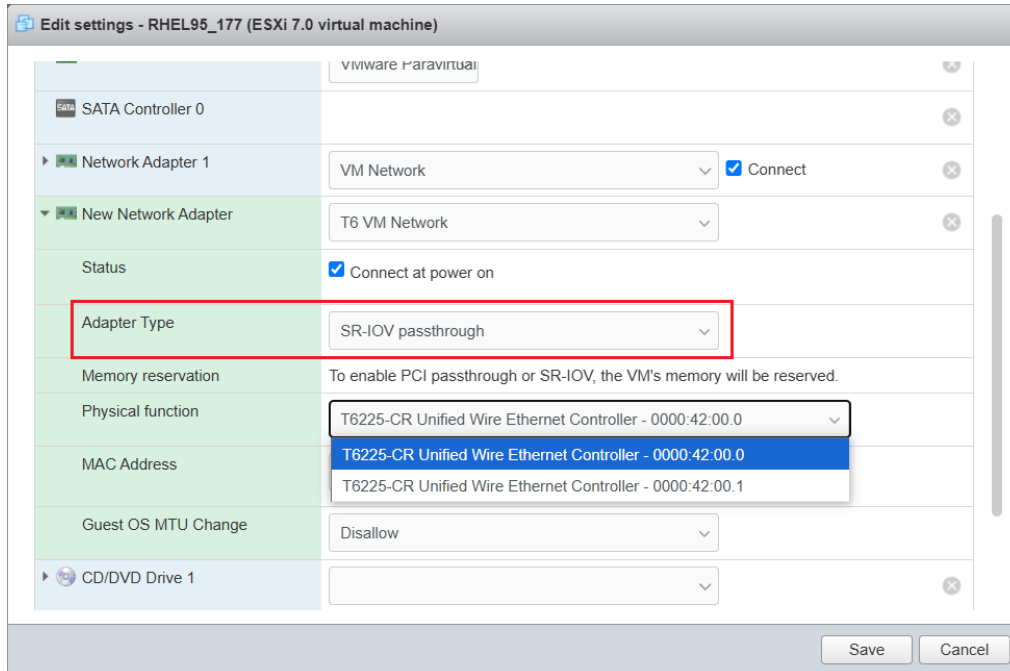 Edit settings - RHEL95_177 (ESXi 7.0 virtual machine)
VMware Paravirtual
SATA SATA Controller 0
Network Adapter 1 VM Network Connect
New Network Adapter T6 VM Network
Status Connect at power on
Adapter Type SR-IOV passthrough
Memory reservation To enable PCI passthrough or SR-IOV, the VM's memory will be reserved.
Physical function T6225-CR Unified Wire Ethernet Controller - 0000:42:00.0
T6225-CR Unified Wire Ethernet Controller - 0000:42:00.0
MAC Address T6225-CR Unified Wire Ethernet Controller - 0000:42:00.1
Guest OS MTU Change Disallow
CD/DVD Drive 1
Save Cancel